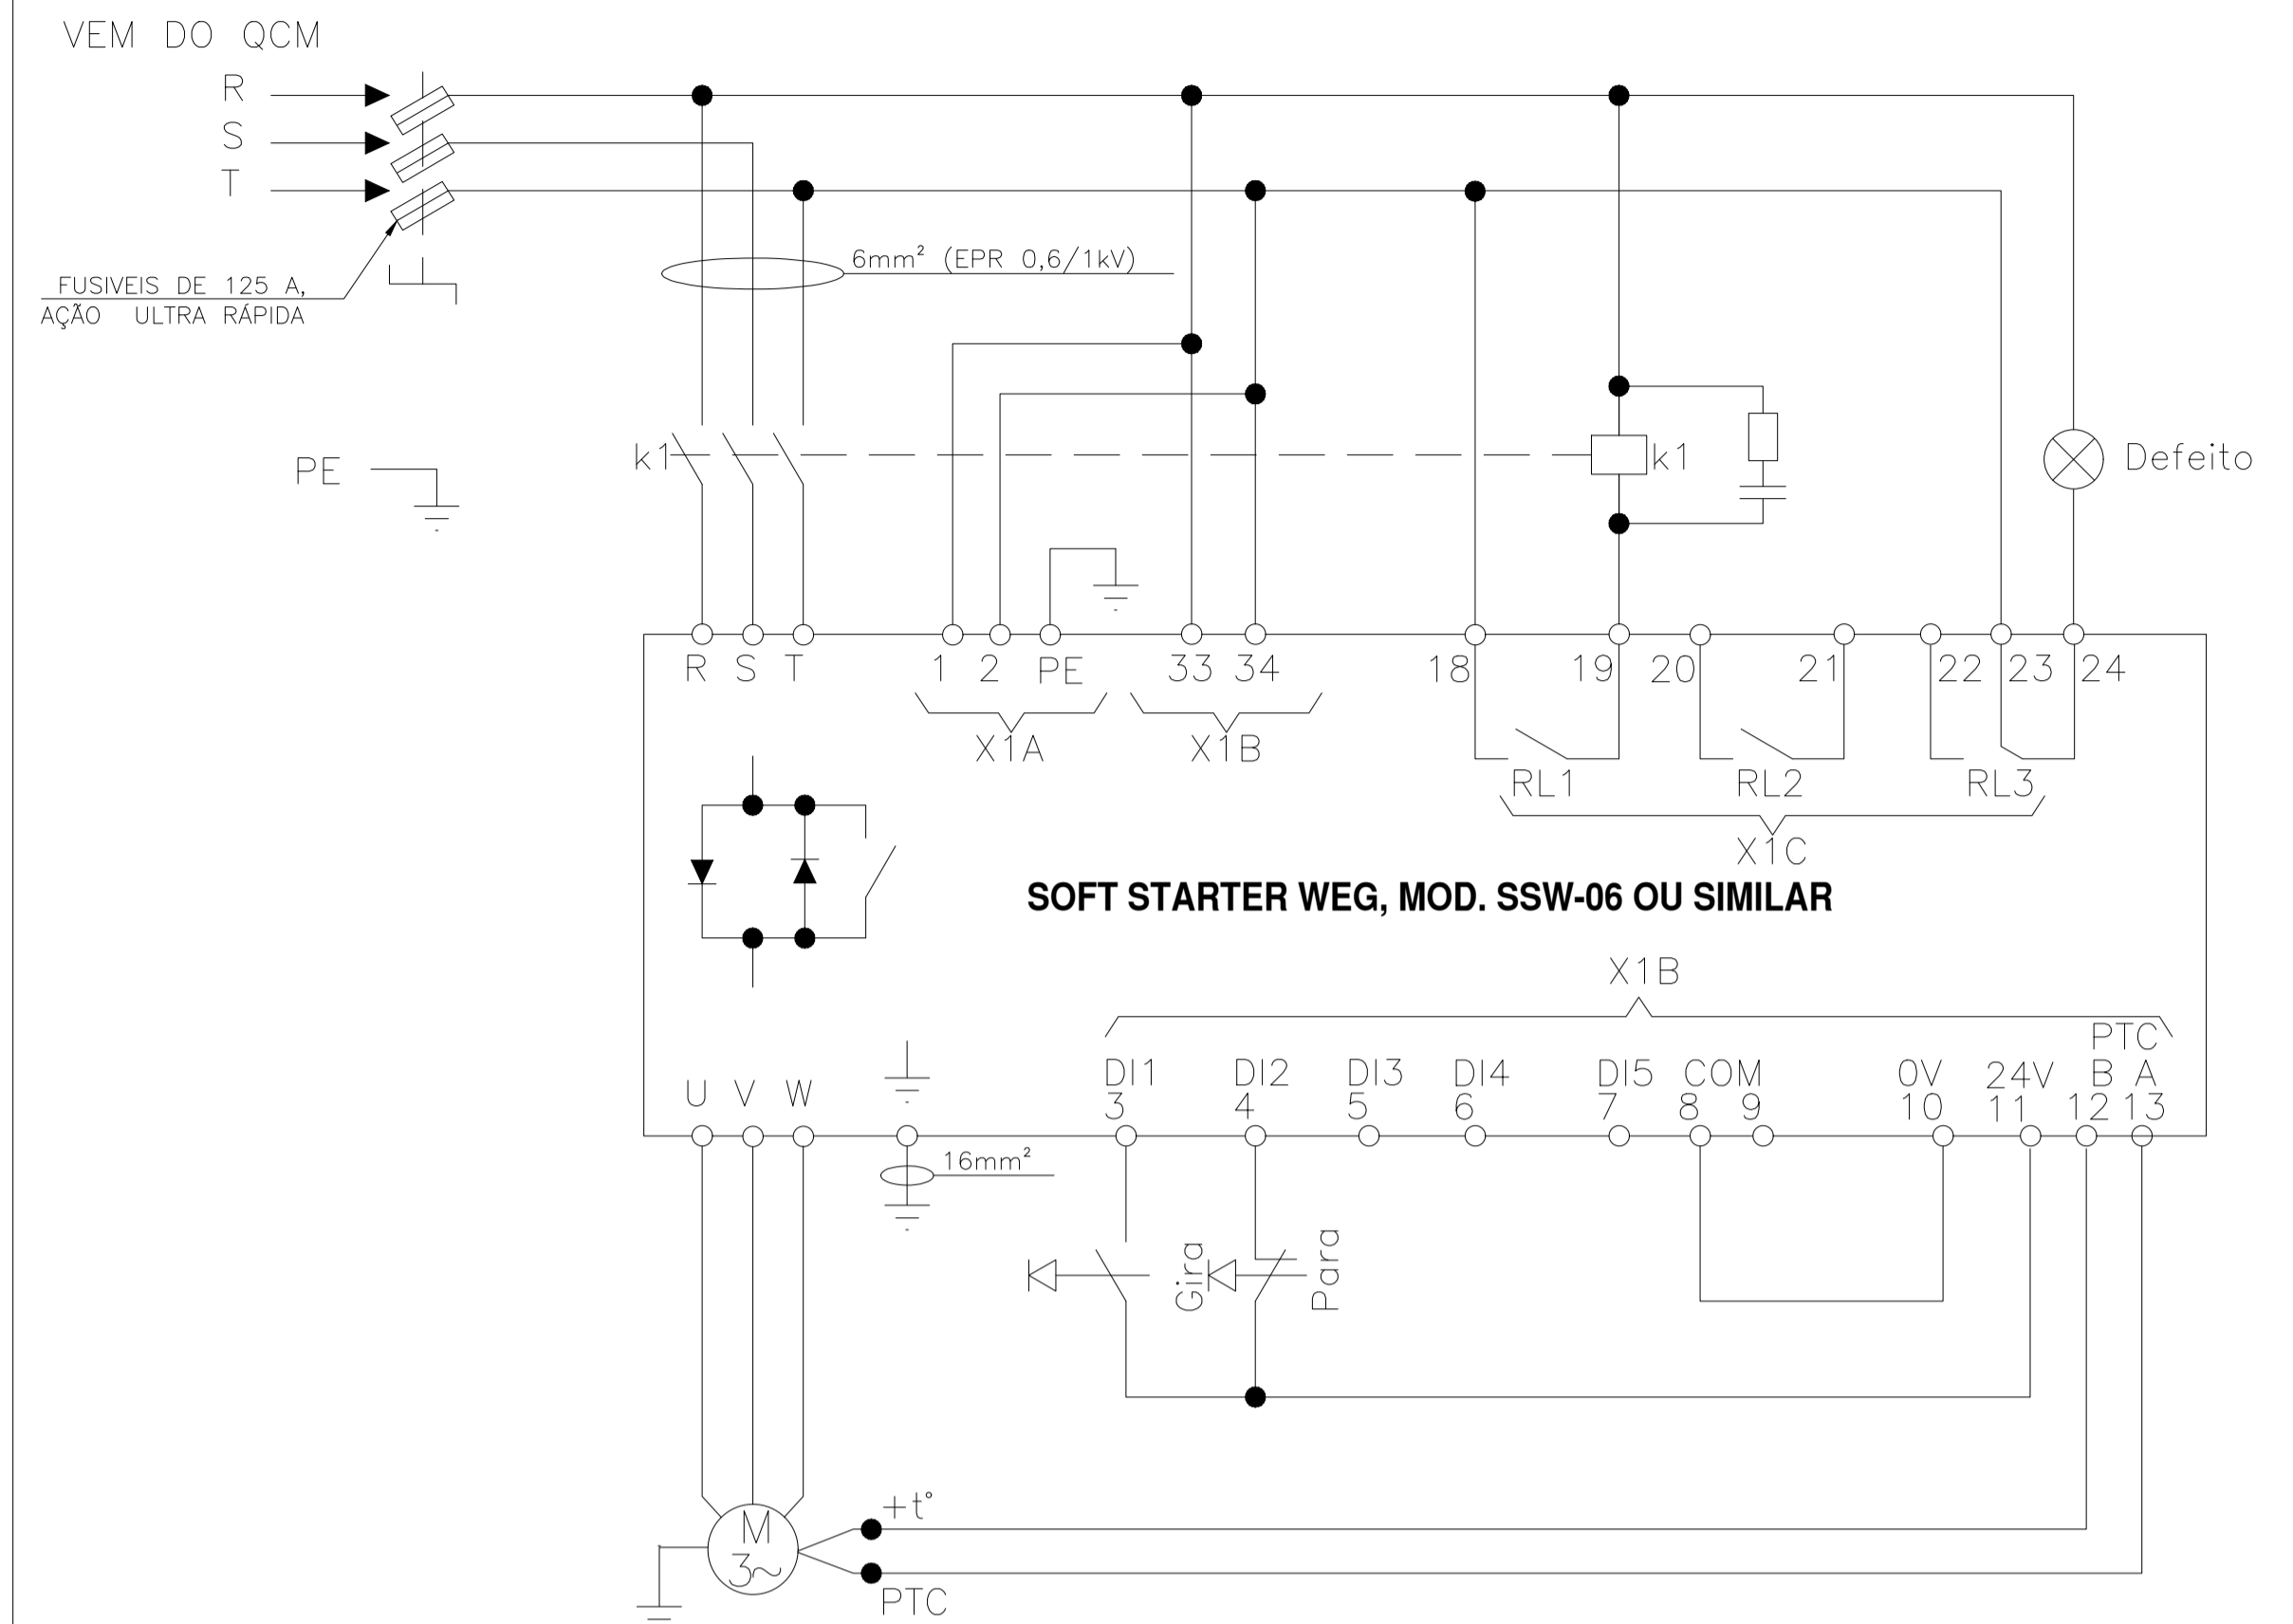 VEM DO QCM
R
S
T
6mm² (EPR 0,6/1kV)
FUSIVEIS DE 125 A,
AÇÃO ULTRA RÁPIDA
PE
k1
k1
Defeito
R S T 1 2 PE 33 34 18 19 20 21 22 23 24
X1A X1B
RL1 RL2 RL3
X1C
SOFT STARTER WEG, MOD. SSW-06 OU SIMILAR
X1B
PTC
U V W DI1 DI2 DI3 DI4 DI5 COM 0V 24V B A
3 4 5 6 7 8 9 10 11 12 13
16mm²
Gira
Para
+t°
M
3~
PTC